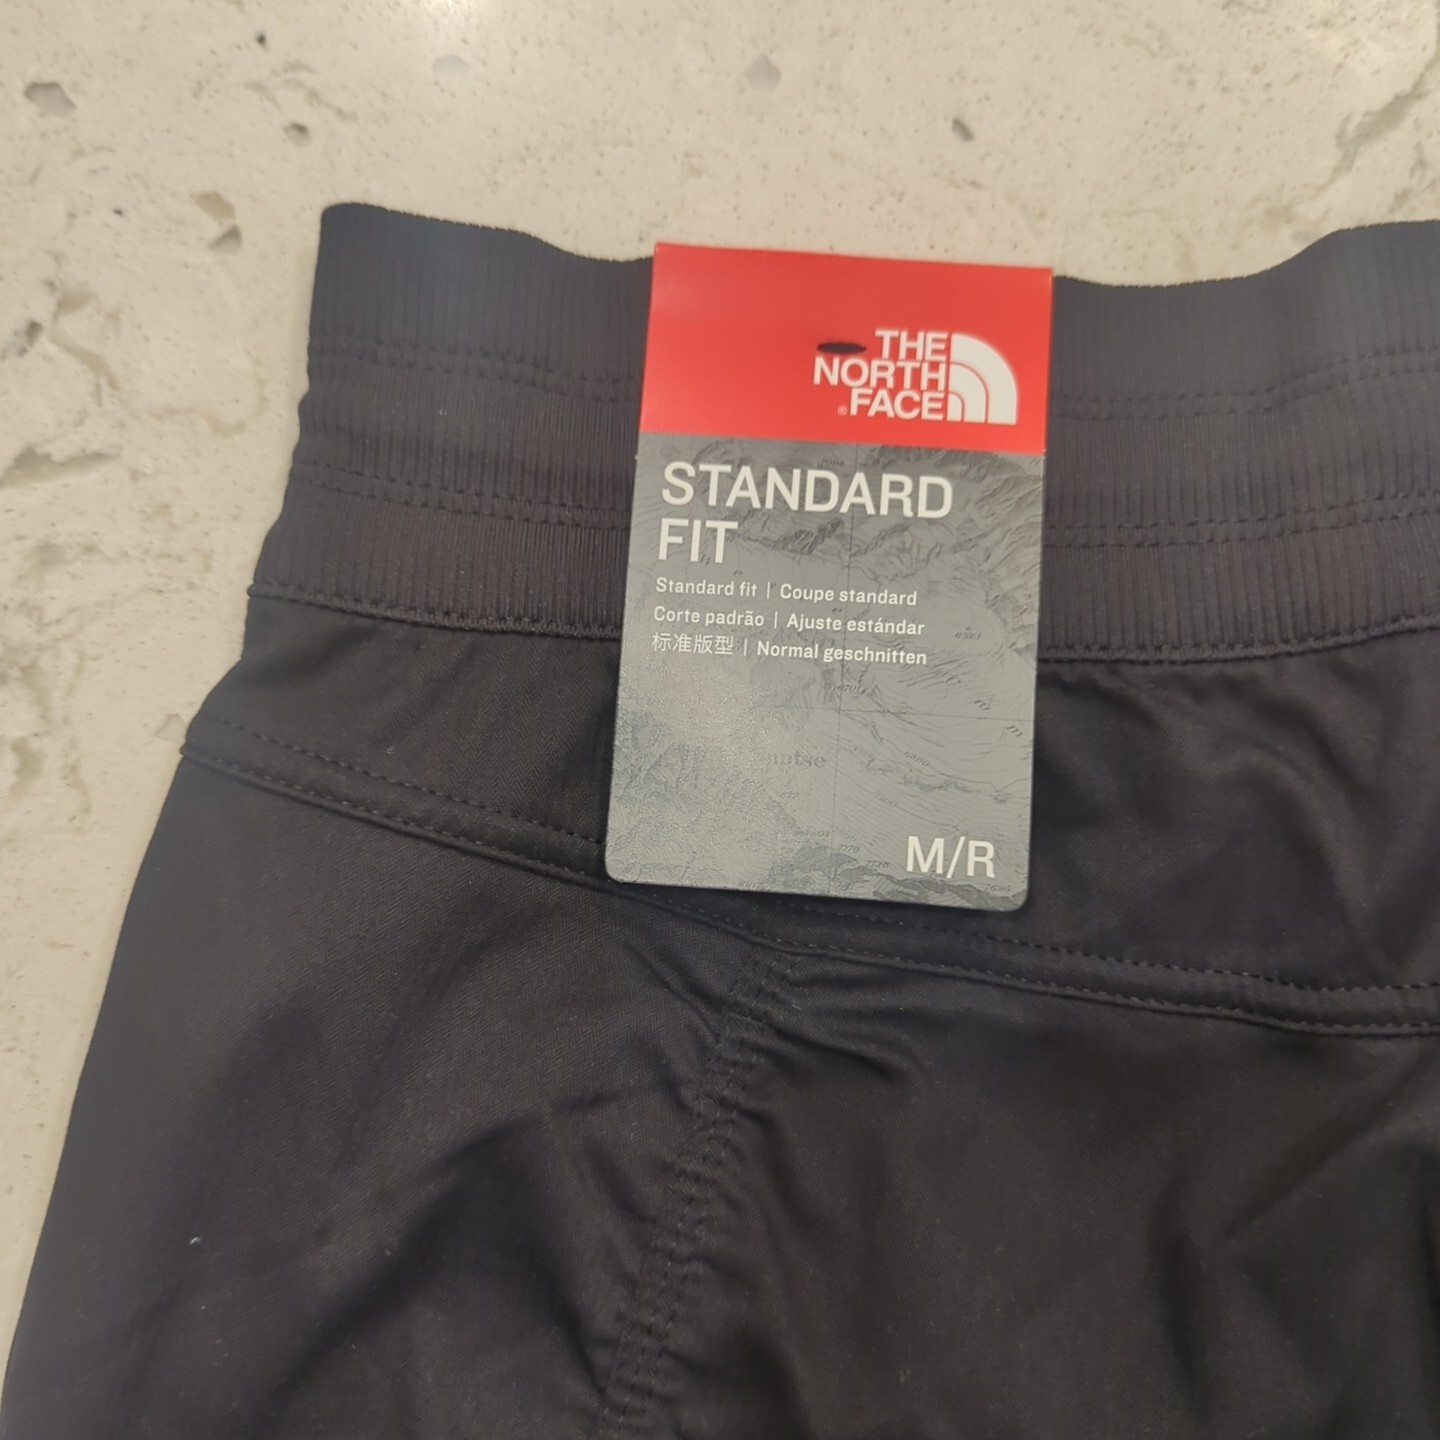 THE
NORTH
® FACE
STANDARD
FIT
Standard fit | Coupe standard
Corte padrão | Ajuste estándar
标准版型 | Normal geschnitten
M/R